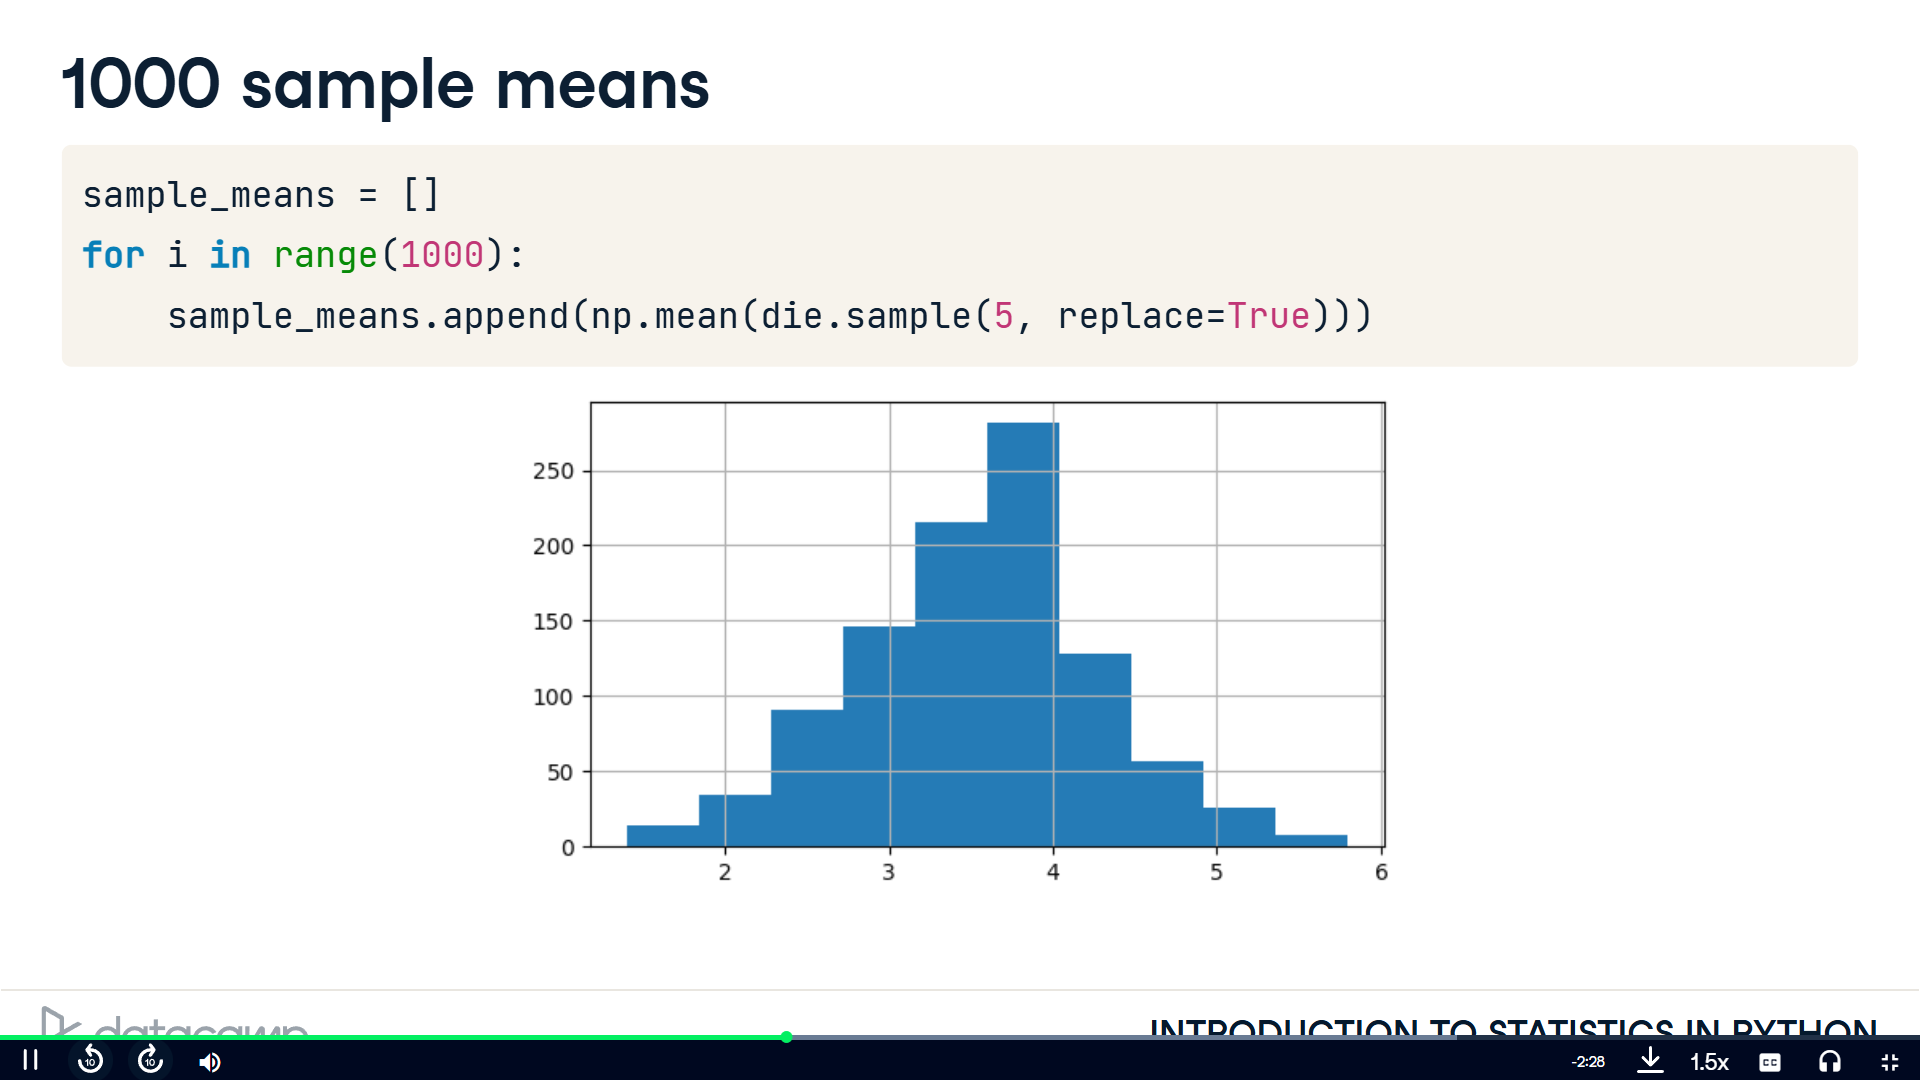 1000 sample means
sample_means = []
for i in range(1000):
    sample_means.append(np.mean(die.sample(5, replace=True)))
250
200
150
100
50
0
2 3 4 5 6
datacamp
INTRODUCTION TO STATISTICS IN PYTHON
10 10 -2:28 1.5x CC